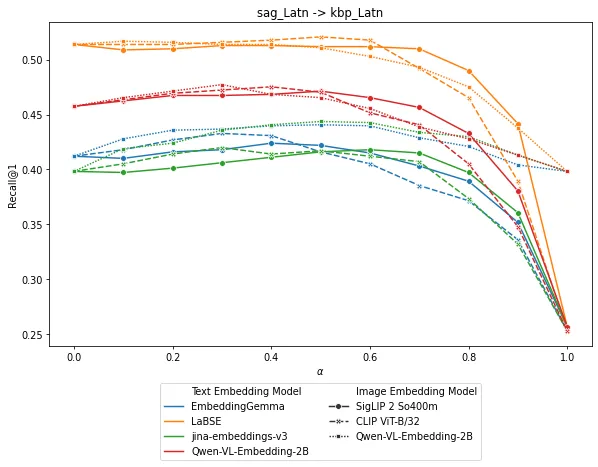 sag_Latn -> kbp_Latn
Recall@1
0.50
0.45
0.40
0.35
0.30
0.25
0.0
0.2
0.4
0.6
0.8
1.0
α
Text Embedding Model
EmbeddingGemma
LaBSE
jina-embeddings-v3
Qwen-VL-Embedding-2B
Image Embedding Model
SigLIP 2 So400m
CLIP ViT-B/32
Qwen-VL-Embedding-2B